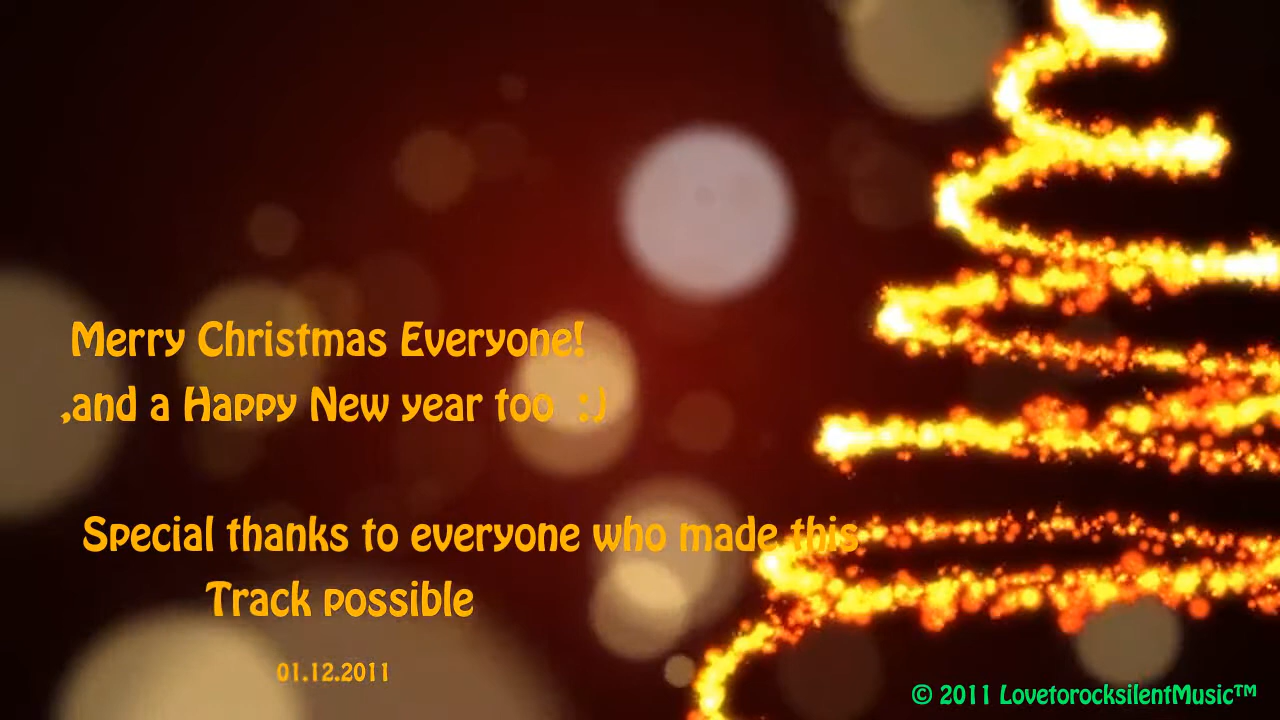 Merry Christmas Everyone!
,and a Happy New year too :)
Special thanks to everyone who made this
Track possible
01.12.2011
© 2011 LovetorocksilentMusic™